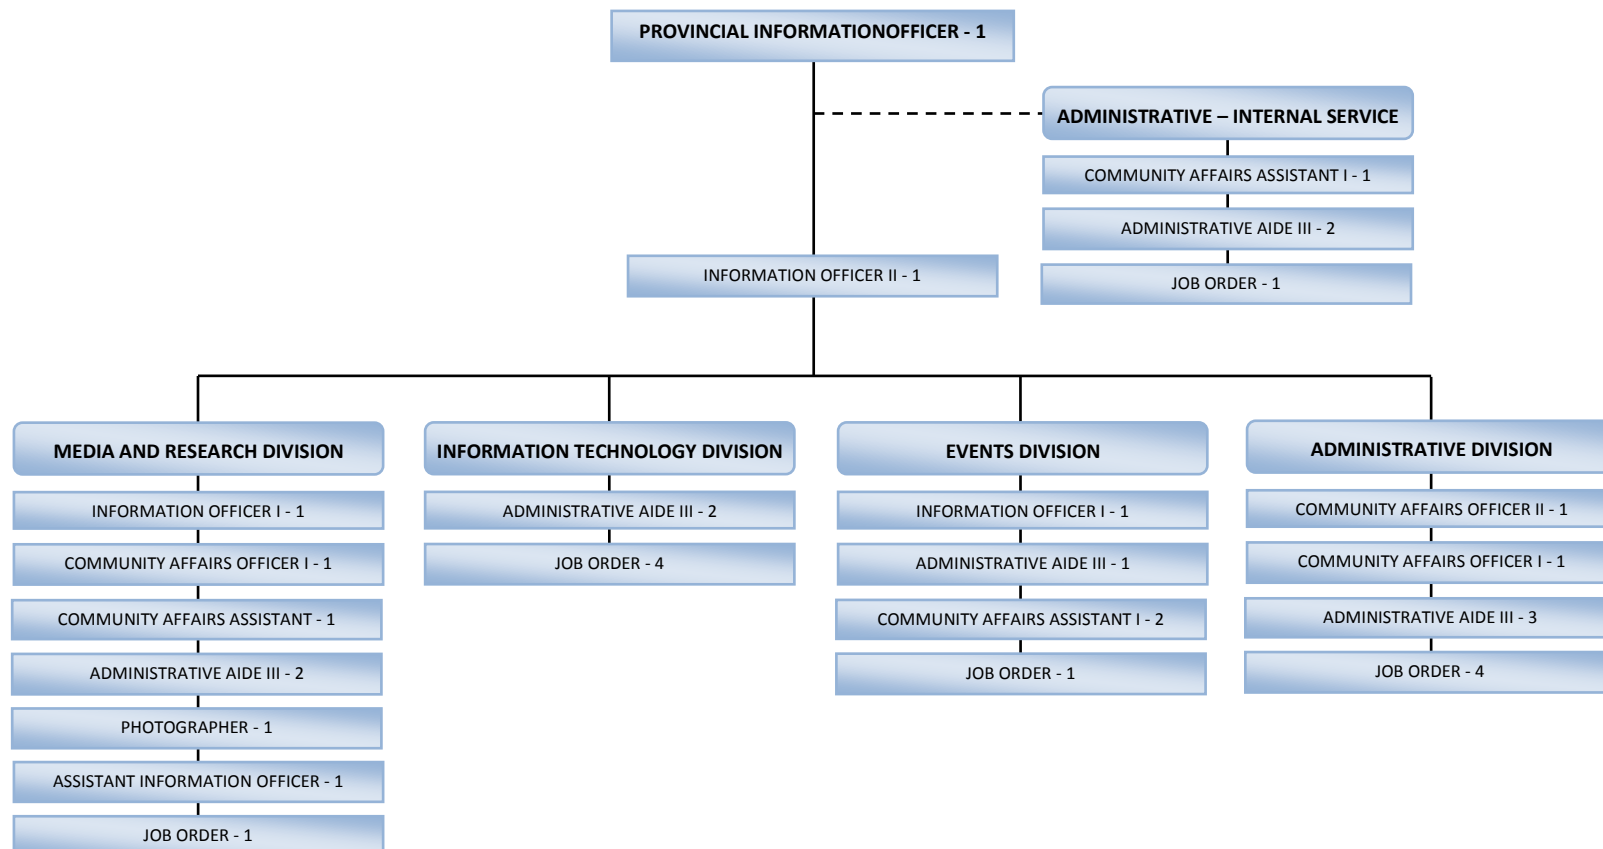 PROVINCIAL INFORMATIONOFFICER - 1
ADMINISTRATIVE – INTERNAL SERVICE
COMMUNITY AFFAIRS ASSISTANT I - 1
ADMINISTRATIVE AIDE III - 2
JOB ORDER - 1
INFORMATION OFFICER II - 1
MEDIA AND RESEARCH DIVISION
INFORMATION OFFICER I - 1
COMMUNITY AFFAIRS OFFICER I - 1
COMMUNITY AFFAIRS ASSISTANT - 1
ADMINISTRATIVE AIDE III - 2
PHOTOGRAPHER - 1
ASSISTANT INFORMATION OFFICER - 1
JOB ORDER - 1
INFORMATION TECHNOLOGY DIVISION
ADMINISTRATIVE AIDE III - 2
JOB ORDER - 4
EVENTS DIVISION
INFORMATION OFFICER I - 1
ADMINISTRATIVE AIDE III - 1
COMMUNITY AFFAIRS ASSISTANT I - 2
JOB ORDER - 1
ADMINISTRATIVE DIVISION
COMMUNITY AFFAIRS OFFICER II - 1
COMMUNITY AFFAIRS OFFICER I - 1
ADMINISTRATIVE AIDE III - 3
JOB ORDER - 4